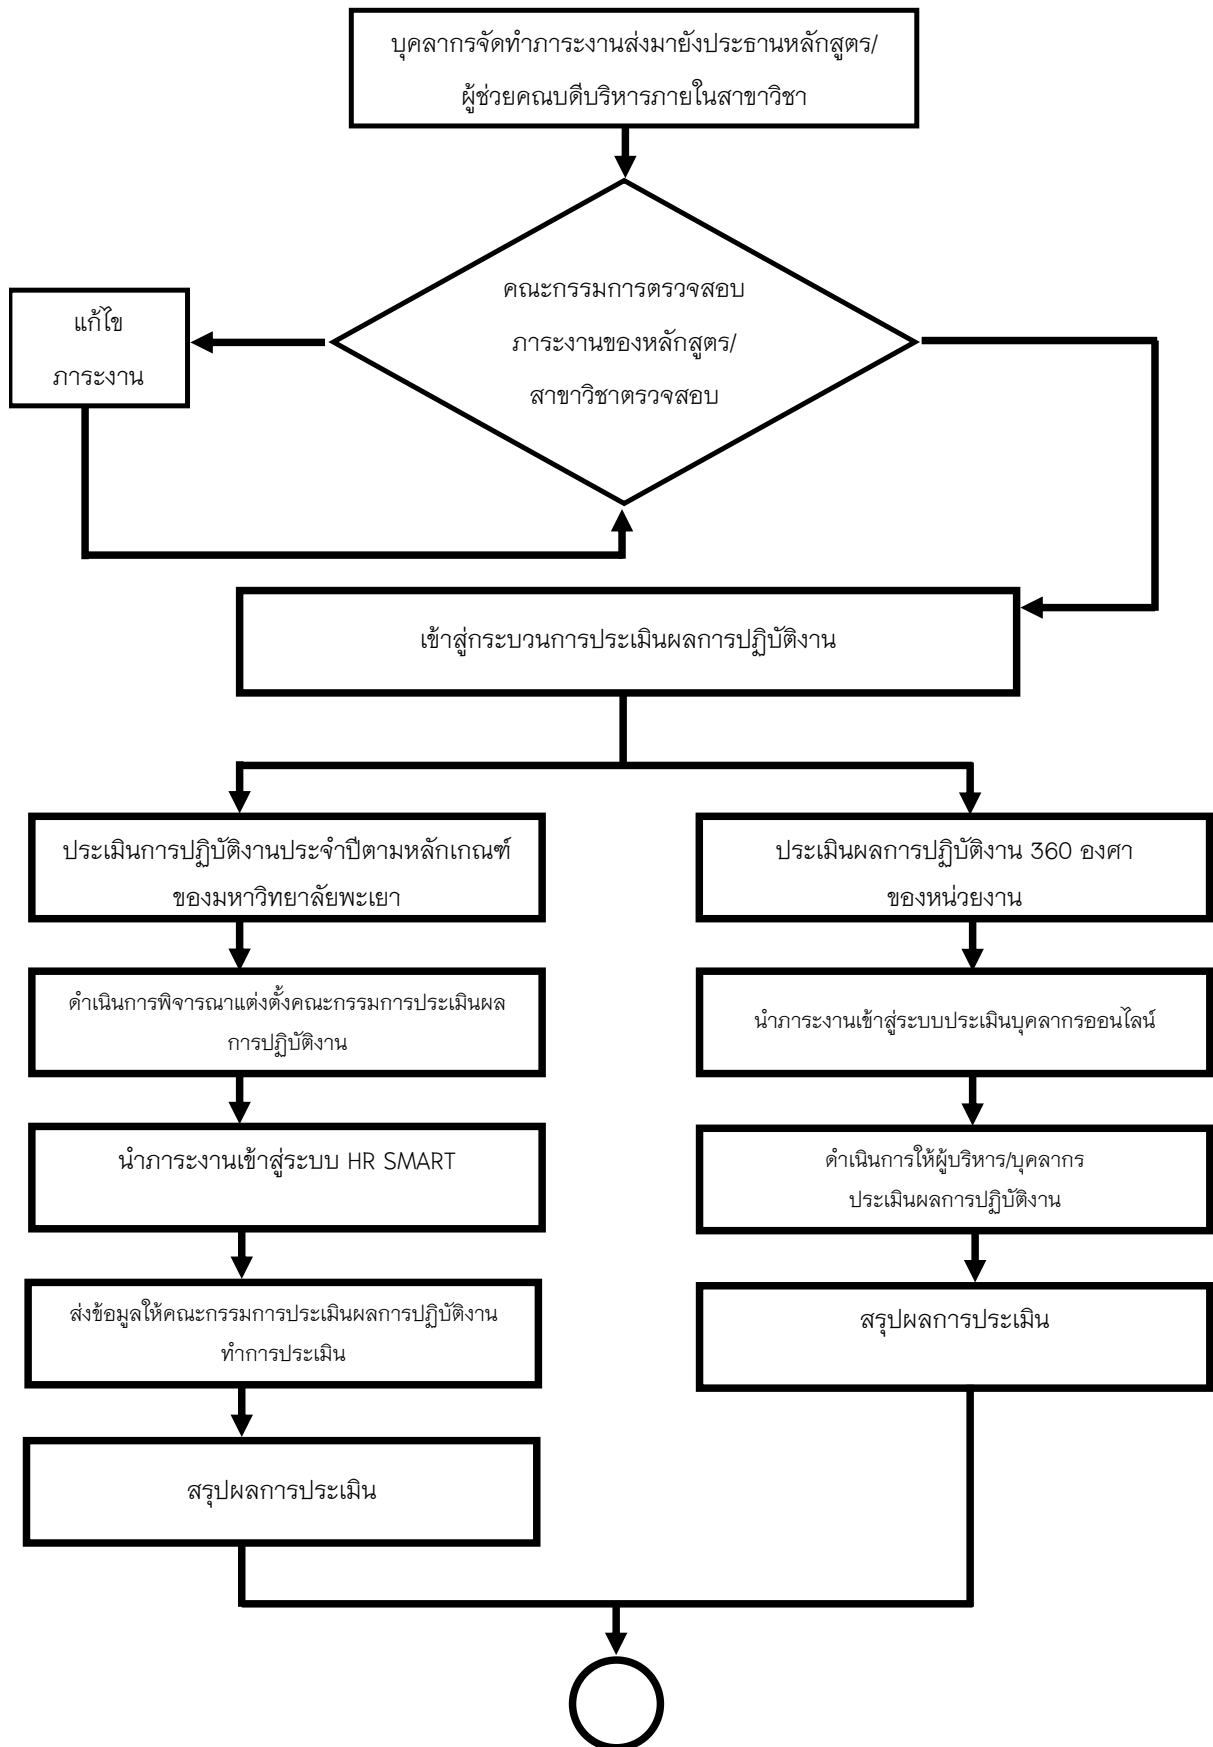 บุคลากรจัดทำภาระงานส่งมายังประธานหลักสูตร/
ผู้ช่วยคณบดีบริหารภายในสาขาวิชา
คณะกรรมการตรวจสอบ
ภาระงานของหลักสูตร/
สาขาวิชาตรวจสอบ
แก้ไข
ภาระงาน
เข้าสู่กระบวนการประเมินผลการปฏิบัติงาน
ประเมินการปฏิบัติงานประจำปีตามหลักเกณฑ์
ของมหาวิทยาลัยพะเยา
ดำเนินการพิจารณาแต่งตั้งคณะกรรมการประเมินผล
การปฏิบัติงาน
นำภาระงานเข้าสู่ระบบ HR SMART
ส่งข้อมูลให้คณะกรรมการประเมินผลการปฏิบัติงาน
ทำการประเมิน
สรุปผลการประเมิน
ประเมินผลการปฏิบัติงาน 360 องศา
ของหน่วยงาน
นำภาระงานเข้าสู่ระบบประเมินบุคลากรออนไลน์
ดำเนินการให้ผู้บริหาร/บุคลากร
ประเมินผลการปฏิบัติงาน
สรุปผลการประเมิน